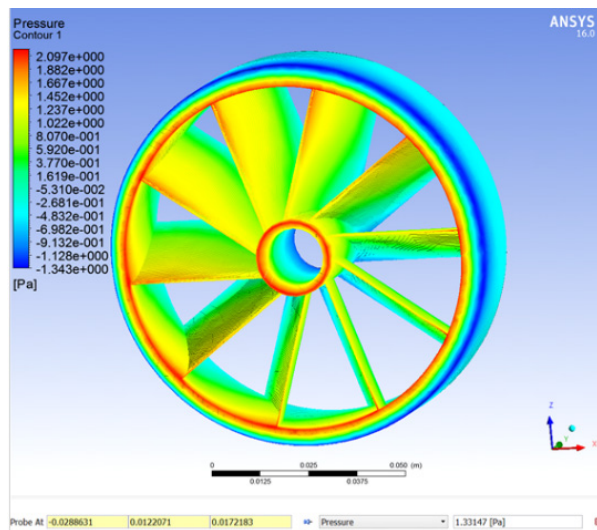 Pressure
Contour 1
ANSYS
16.0
2.097e+000
1.882e+000
1.667e+000
1.452e+000
1.237e+000
8.070e-001
5.920e-001
3.770e-001
1.619e-001
-5.310e-002
-2.681e-001
-4.832e-001
-6.982e-001
-9.132e-001
-1.128e+000
-1.343e+000
[Pa]
Z
Y
X
0 0.025 0.050 (m)
0.0125 0.0375
Probe At -0.0288631 0.0122071 0.0172183 Pressure 1.33147 [Pa]